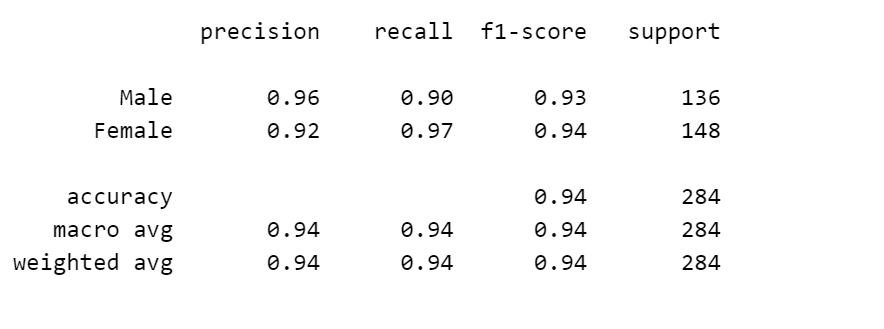 precision recall f1-score support
Male 0.96 0.90 0.93 136
Female 0.92 0.97 0.94 148
accuracy 0.94 284
macro avg 0.94 0.94 0.94 284
weighted avg 0.94 0.94 0.94 284